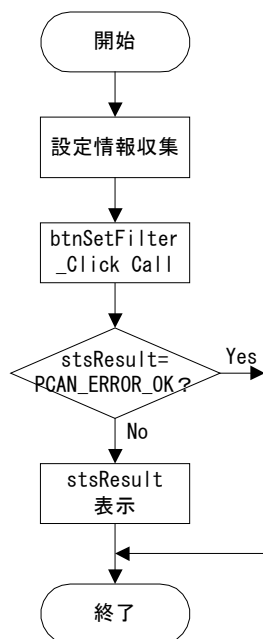 開始
設定情報収集
btnSetFilter
_Click Call
stsResult=
PCAN_ERROR_OK？
Yes
No
stsResult
表示
終了